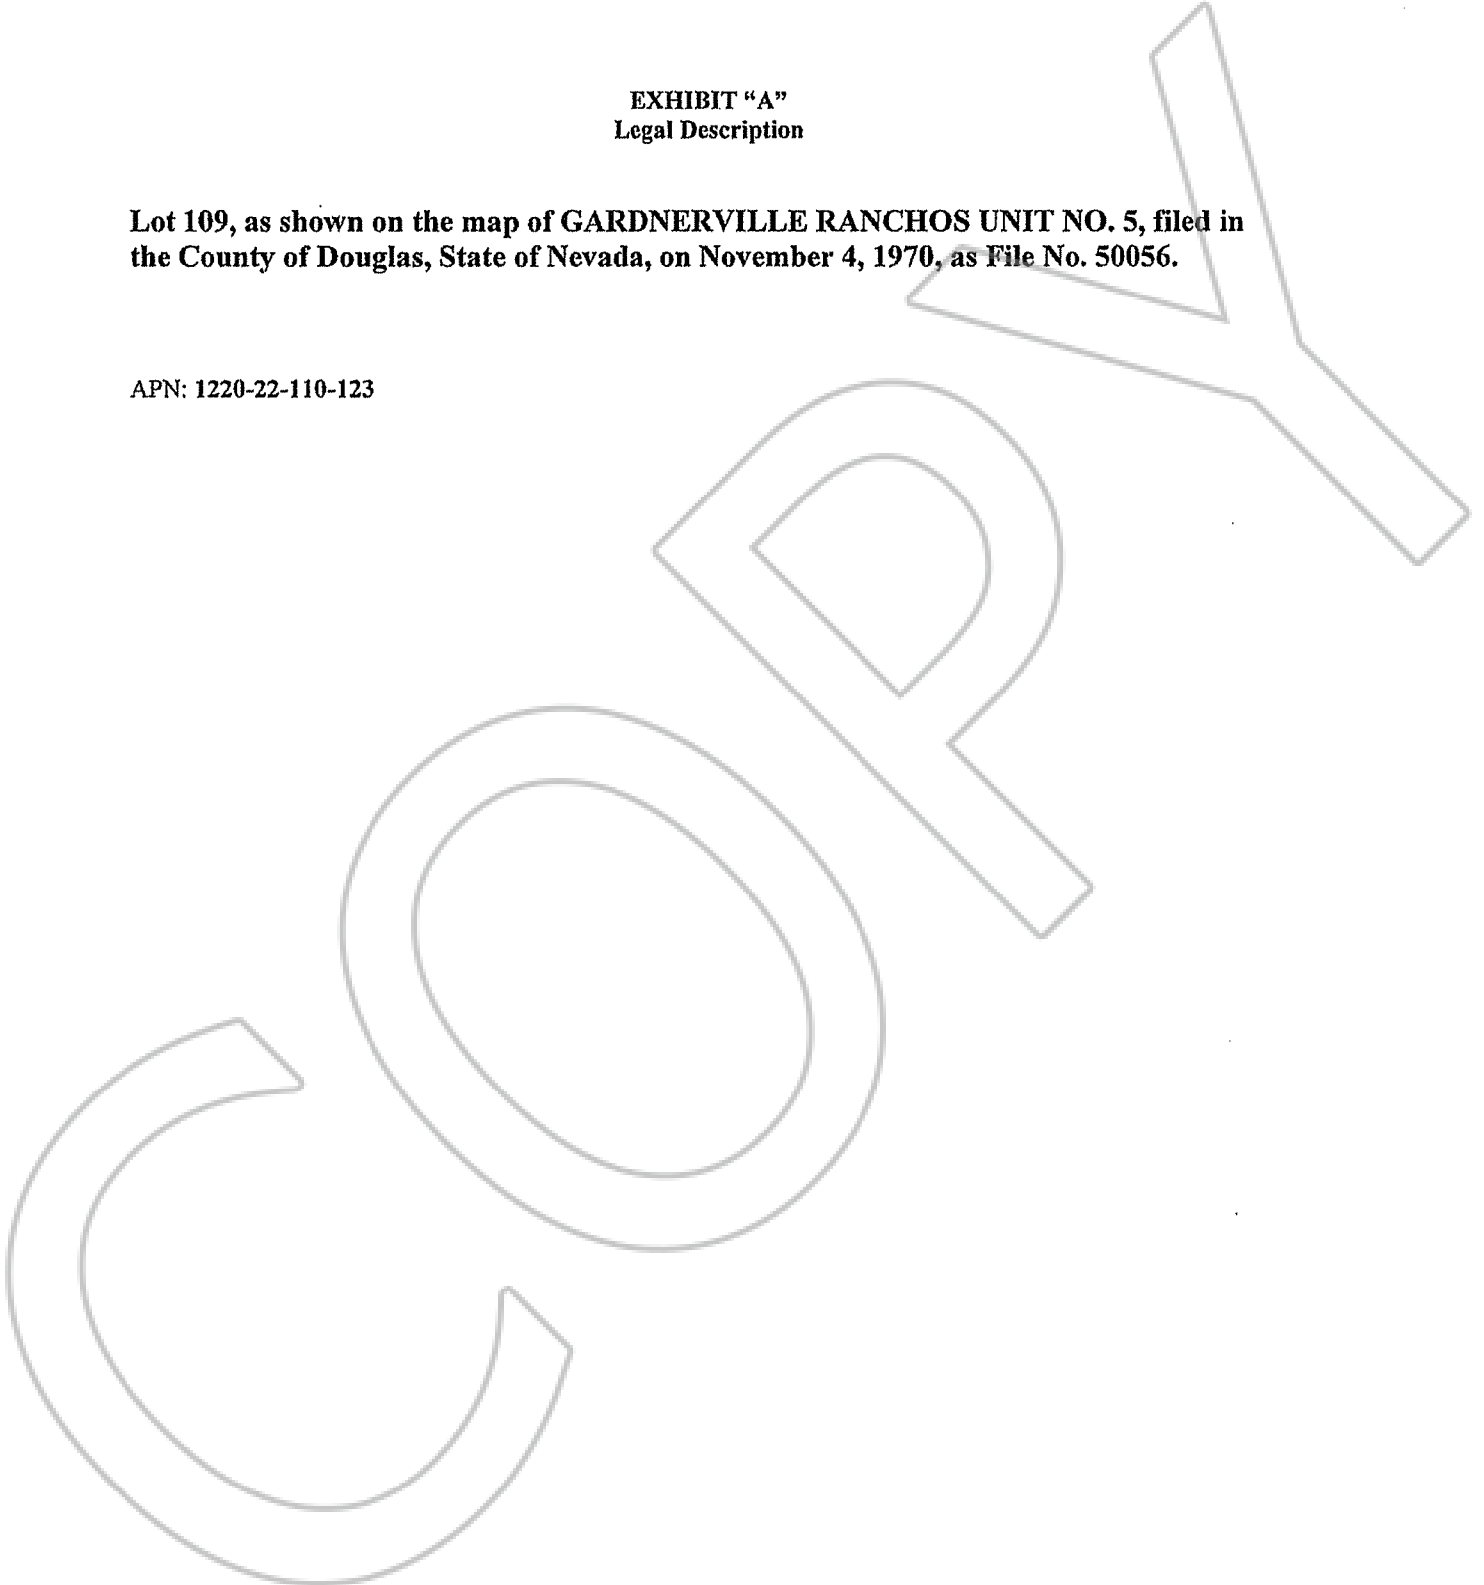 EXHIBIT “A”
Legal Description
Lot 109, as shown on the map of GARDNERVILLE RANCHOS UNIT NO. 5, filed in
the County of Douglas, State of Nevada, on November 4, 1970, as File No. 50056.
APN: 1220-22-110-123
COPY